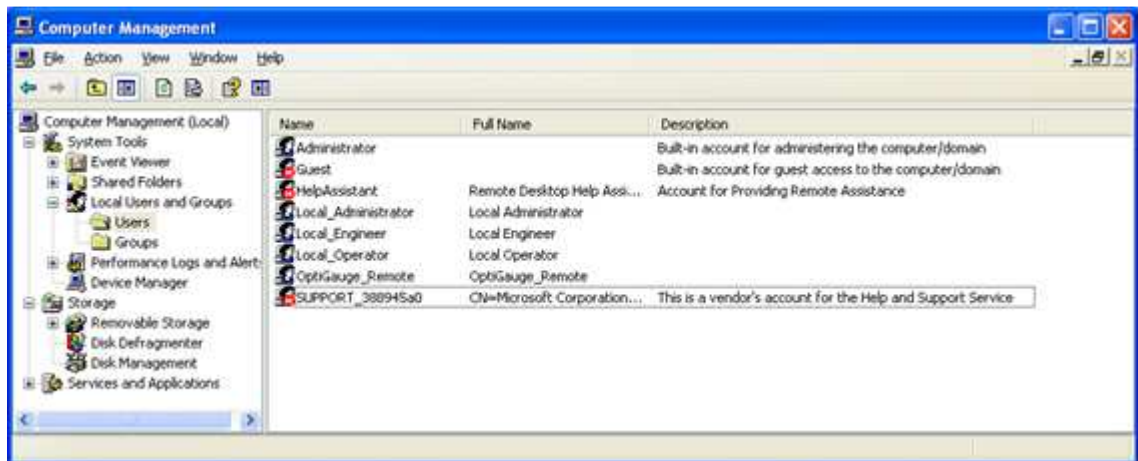 Computer Management
File Action View Window Help
Computer Management (Local)
System Tools
Event Viewer
Shared Folders
Local Users and Groups
Users
Groups
Performance Logs and Alert
Device Manager
Storage
Removable Storage
Disk Defragmenter
Disk Management
Services and Applications
Name Full Name Description
Administrator Built-in account for administering the computer/domain
Guest Built-in account for guest access to the computer/domain
HelpAssistant Remote Desktop Help Assi... Account for Providing Remote Assistance
Local_Administrator Local Administrator
Local_Engineer Local Engineer
Local_Operator Local Operator
OptiGauge_Remote OptiGauge_Remote
SUPPORT_388945a0 CN=Microsoft Corporation... This is a vendor's account for the Help and Support Service